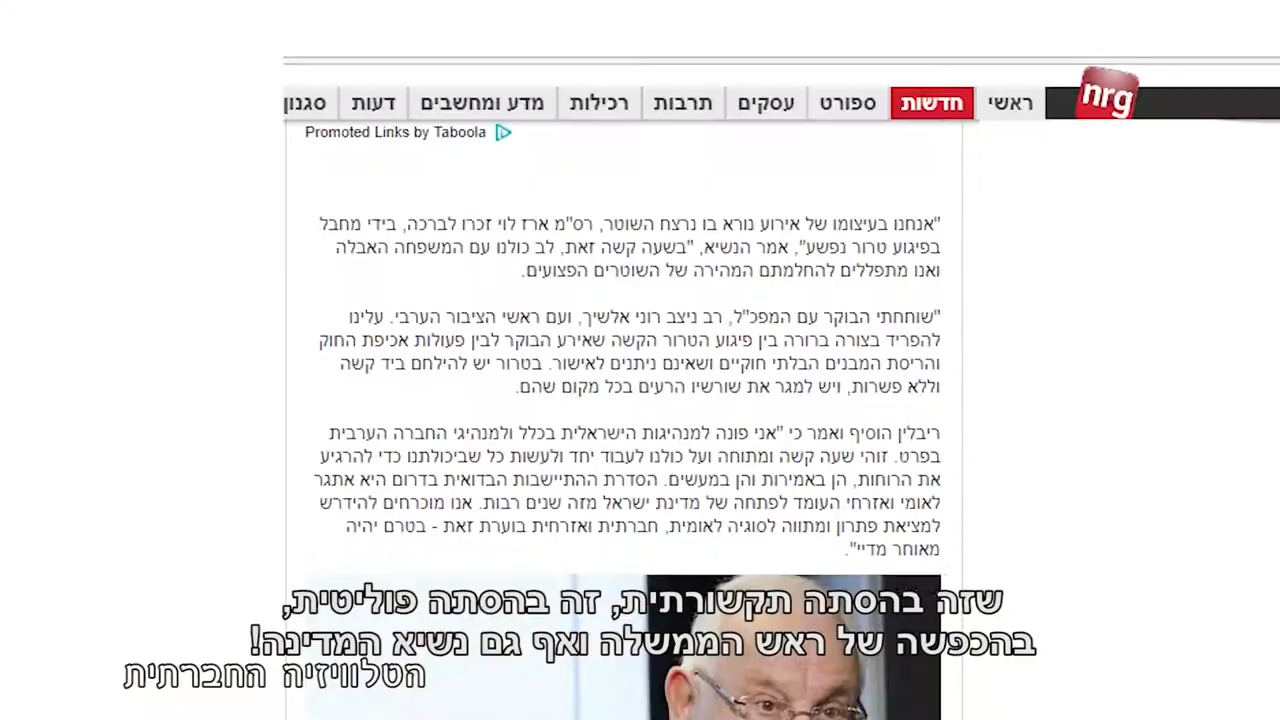 nrg
ראשי חדשות ספורט עסקים תרבות רכילות מדע ומחשבים דעות סגנון
Promoted Links by Taboola
"אנחנו בעיצומו של אירוע נורא בו נרצח השוטר, רס"מ ארז לוי זכרו לברכה, בידי מחבל
בפיגוע טרור נפשע", אמר הנשיא, "בשעה קשה זאת, לב כולנו עם המשפחה האבלה
ואנו מתפללים להחלמתם המהירה של השוטרים הפצועים.
"שוחחתי הבוקר עם המפכ"ל, רב ניצב רוני אלשיך, ועם ראשי הציבור הערבי. עלינו
להפריד בצורה ברורה בין פיגוע הטרור הקשה שאירע הבוקר לבין פעולות אכיפת החוק
והריסת המבנים הבלתי חוקיים ושאינם ניתנים לאישור. בטרור יש להילחם ביד קשה
וללא פשרות, ויש למגר את שורשיו הרעים בכל מקום שהם.
ריבלין הוסיף ואמר כי "אני פונה למנהיגות הישראלית בכלל ולמנהיגי החברה הערבית
בפרט. זוהי שעה קשה ומתוחה ועל כולנו לעבוד יחד ולעשות כל שביכולתנו כדי להרגיע
את הרוחות, הן באמירות והן במעשים. הסדרת ההתיישבות הבדואית בדרום היא אתגר
לאומי ואזרחי העומד לפתחה של מדינת ישראל מזה שנים רבות. אנו מוכרחים להידרש
למציאת פתרון ומתווה לסוגיה לאומית, חברתית ואזרחית בוערת זאת - בטרם יהיה
מאוחר מדיי".
שזה בהסתה תקשורתית, זה בהסתה פוליטית,
בהכפשה של ראש הממשלה ואף גם נשיא המדינה!
הטלוויזיה החברתית